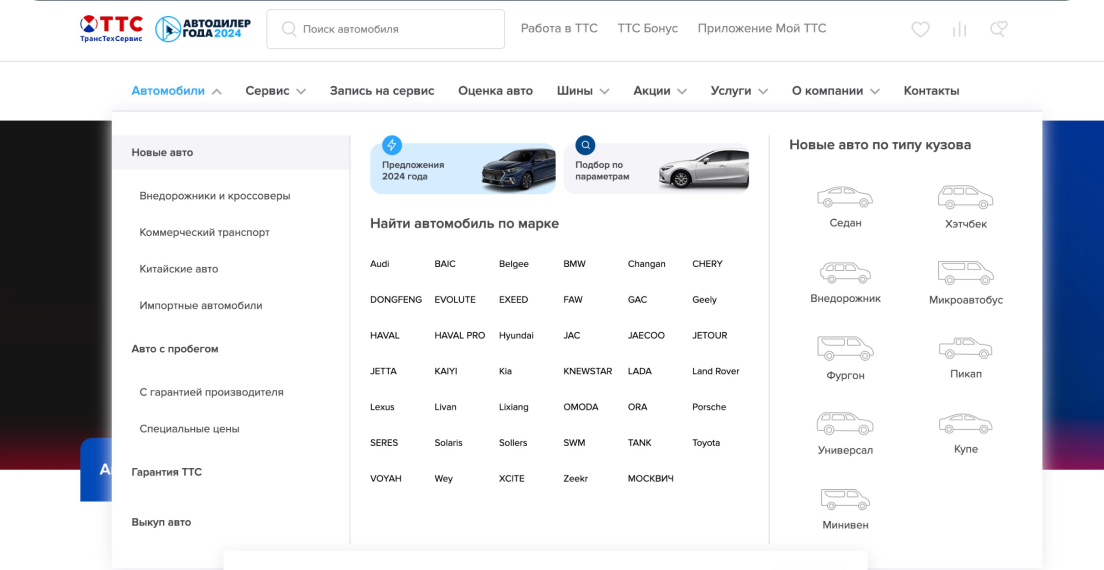 ТТС
ТрансТехСервис
АВТОДИЛЕР
ГОДА 2024
Поиск автомобиля
Работа в ТТС
ТТС Бонус
Приложение Мой ТТС
Автомобили
Сервис
Запись на сервис
Оценка авто
Шины
Акции
Услуги
О компании
Контакты
Новые авто
Внедорожники и кроссоверы
Коммерческий транспорт
Китайские авто
Импортные автомобили
Авто с пробегом
С гарантией производителя
Специальные цены
Гарантия ТТС
Выкуп авто
Предложения
2024 года
Подбор по
параметрам
Найти автомобиль по марке
Audi BAIC Belgee BMW Changan CHERY
DONGFENG EVOLUTE EXEED FAW GAC Geely
HAVAL HAVAL PRO Hyundai JAC JAECOO JETOUR
JETTA KAIYI Kia KNEWSTAR LADA Land Rover
Lexus Livan Lixiang OMODA ORA Porsche
SERES Solaris Sollers SWM TANK Toyota
VOYAH Wey XCITE Zeekr МОСКВИЧ
Новые авто по типу кузова
Седан Хэтчбек
Внедорожник Микроавтобус
Фургон Пикап
Универсал Купе
Минивен